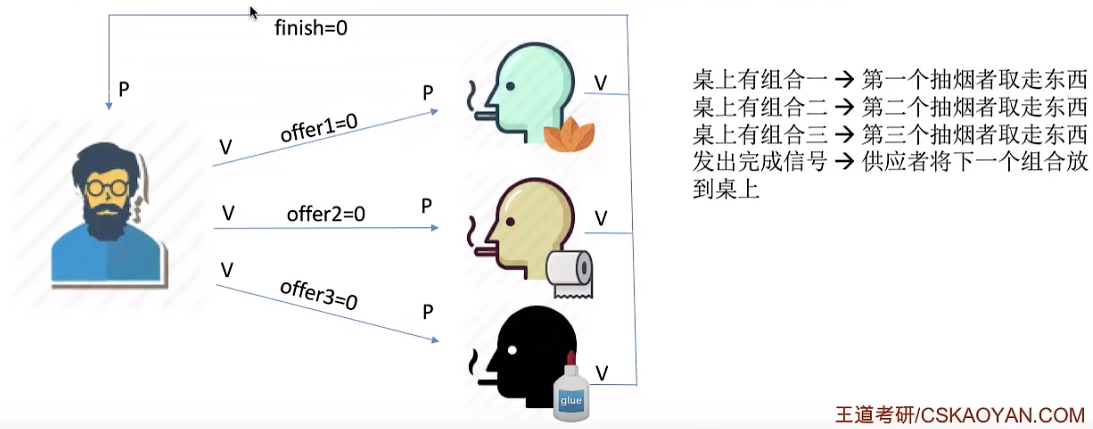 finish=0
P
P
V
V
offer1=0
P
V
V
offer2=0
P
V
V
offer3=0
P
V
glue
桌上有组合一→第一个抽烟者取走东西
桌上有组合二→第二个抽烟者取走东西
桌上有组合三→第三个抽烟者取走东西
发出完成信号→供应者将下一个组合放
到桌上
王道考研/CSKAOYAN.COM